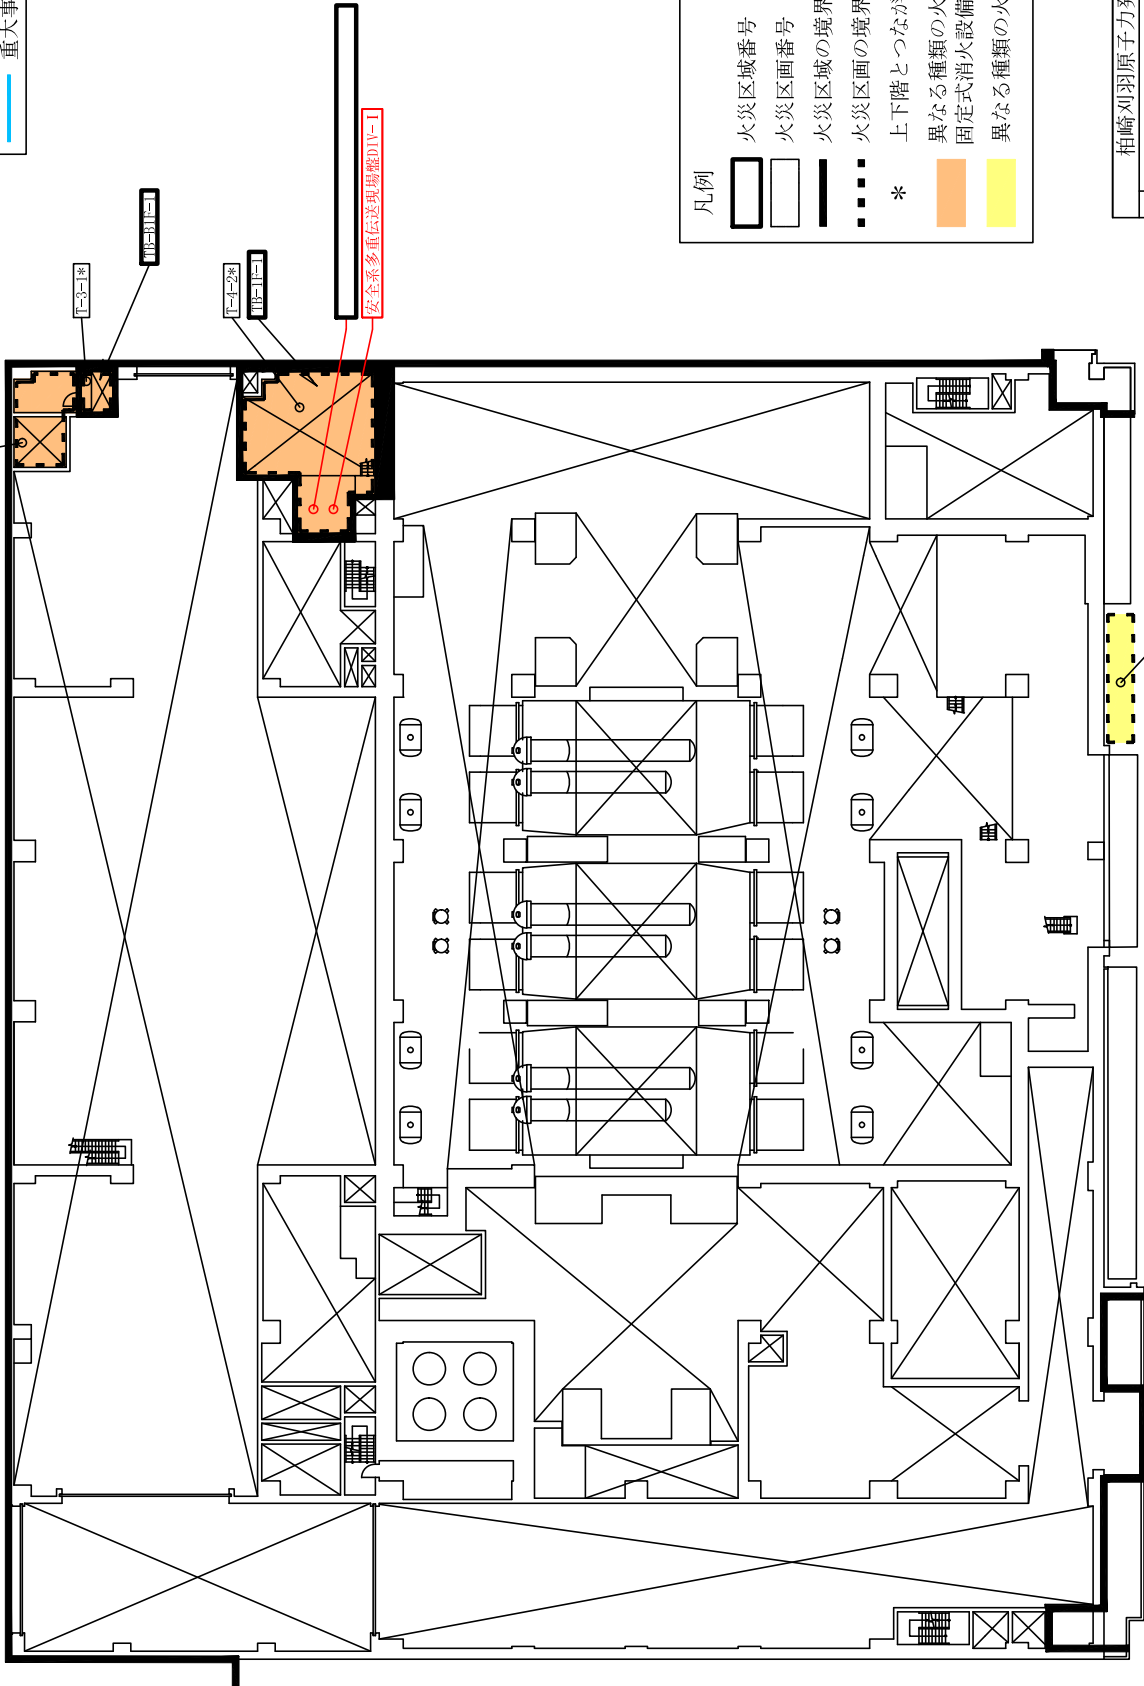 重大事
TB-B1F-1
T-3-1*
T-4-2*
TB-1F-1
安全系多重伝送現場盤DIV-I
凡例
火災区域番号
火災区画番号
火災区域の境界
火災区画の境界
* 上下階とつなが
異なる種類の火
固定式消火設備
異なる種類の火
柏崎刈羽原子力発